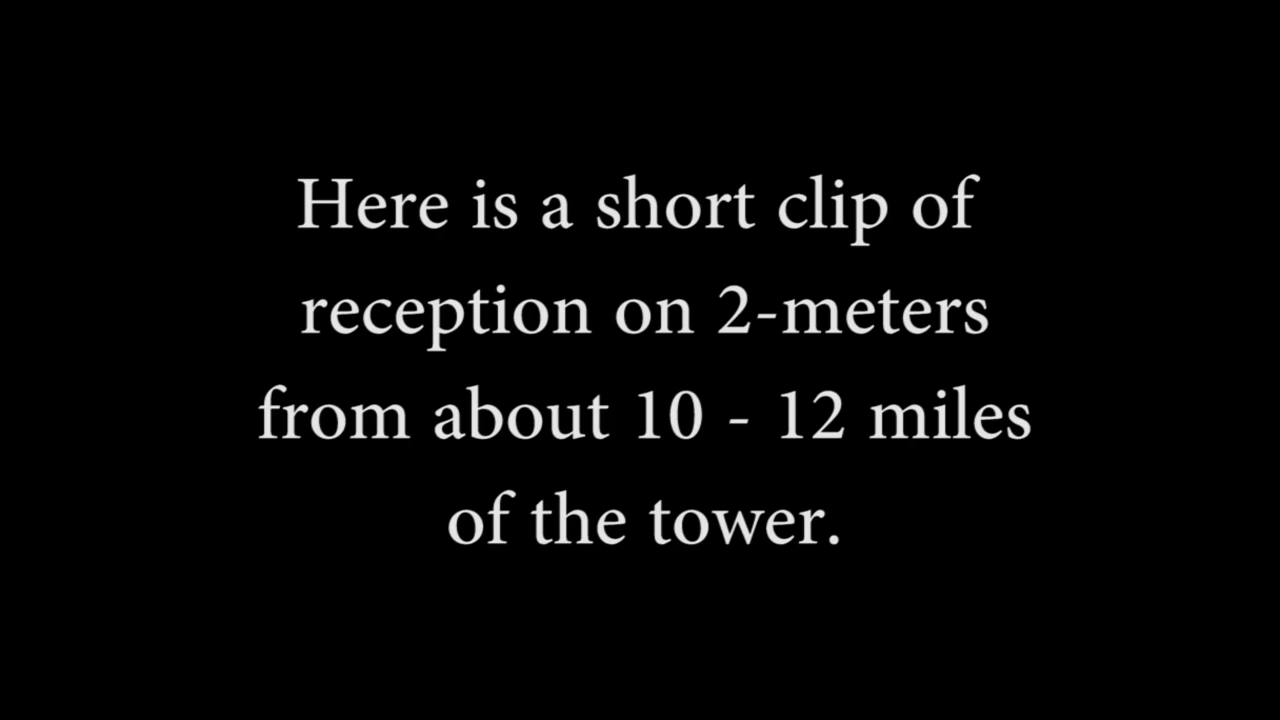 Here is a short clip of
reception on 2-meters
from about 10 - 12 miles
of the tower.